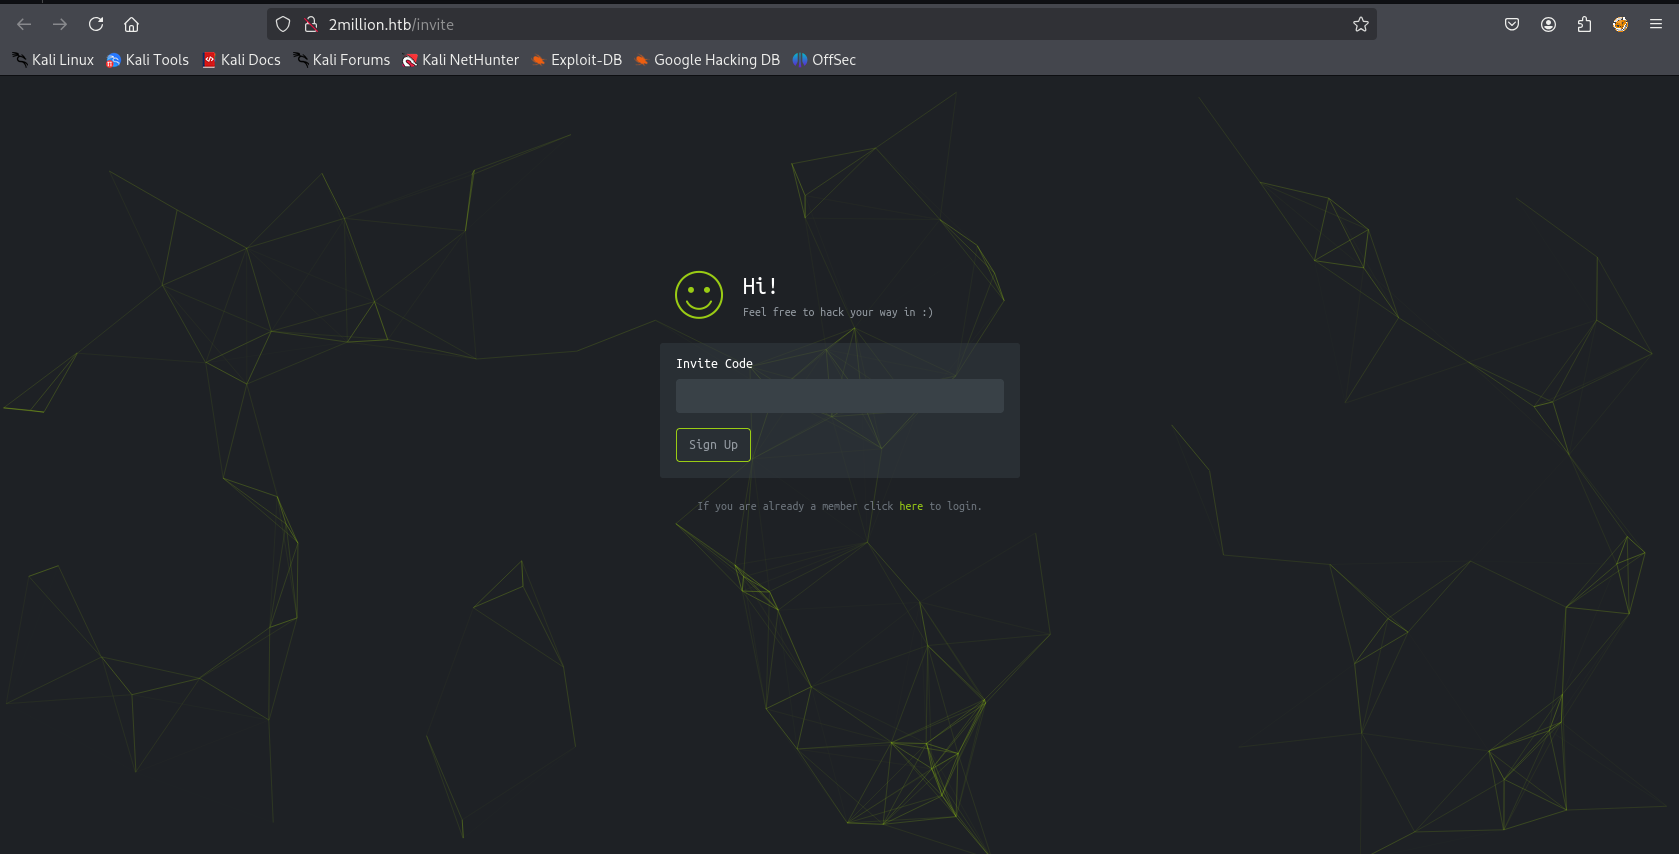 2million.htb/invite
Kali Linux Kali Tools Kali Docs Kali Forums Kali NetHunter Exploit-DB Google Hacking DB OffSec
Hi!
Feel free to hack your way in :)
Invite Code
Sign Up
If you are already a member click here to login.